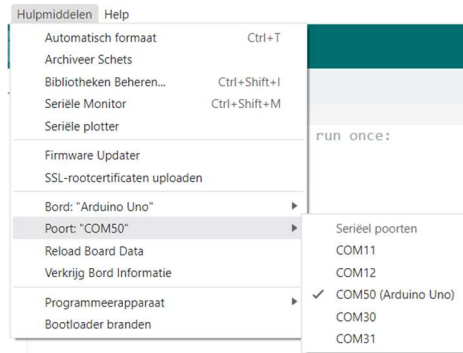 Hulpmiddelen Help
Automatisch formaat Ctrl+T
Archiveer Schets
Bibliotheken Beheren... Ctrl+Shift+I
Seriële Monitor Ctrl+Shift+M
Seriële plotter
run once:
Firmware Updater
SSL-rootcertificaten uploaden
Bord: "Arduino Uno"
Poort: "COM50"
Reload Board Data
Verkrijg Bord Informatie
Programmeerapparaat
Bootloader branden
Serièel poorten
COM11
COM12
COM50 (Arduino Uno)
COM30
COM31